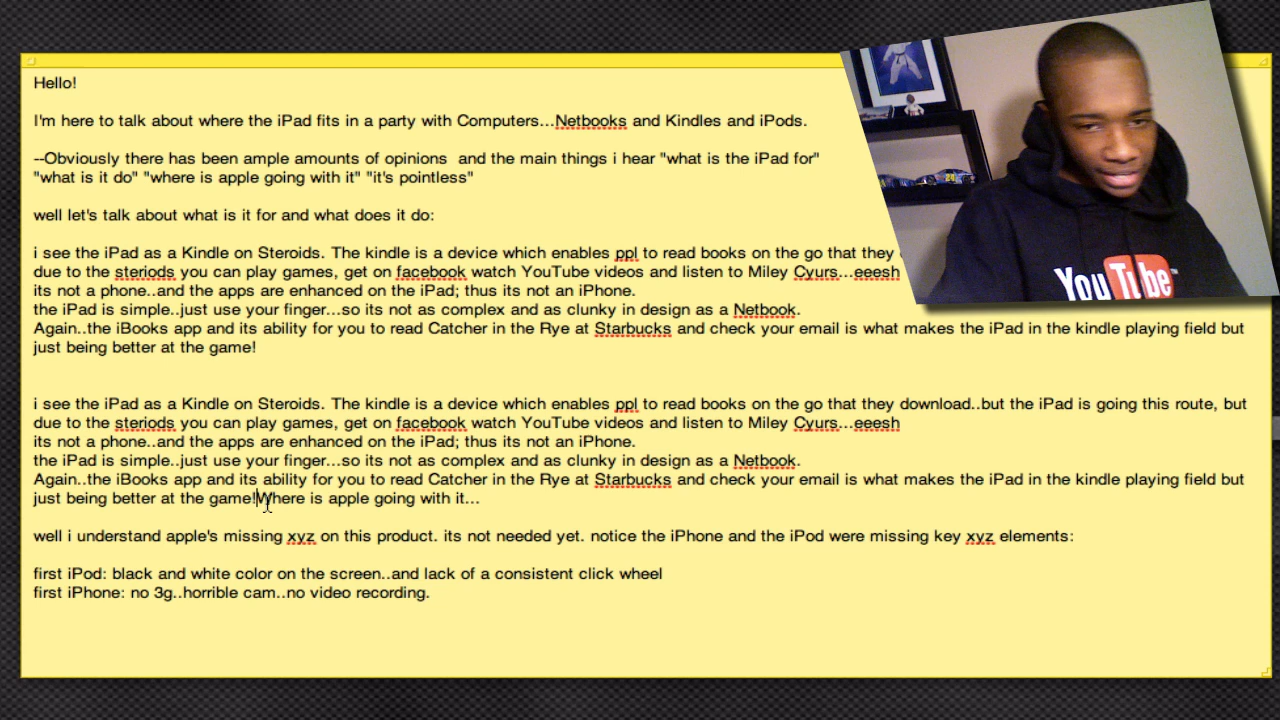 Hello!
I'm here to talk about where the iPad fits in a party with Computers...Netbooks and Kindles and iPods.
--Obviously there has been ample amounts of opinions  and the main things i hear "what is the iPad for"
"what is it do" "where is apple going with it" "it's pointless"
well let's talk about what is it for and what does it do:
i see the iPad as a Kindle on Steroids. The kindle is a device which enables ppl to read books on the go that they
due to the steriods you can play games, get on facebook watch YouTube videos and listen to Miley Cyurs...eeesh
its not a phone..and the apps are enhanced on the iPad; thus its not an iPhone.
the iPad is simple..just use your finger...so its not as complex and as clunky in design as a Netbook.
Again..the iBooks app and its ability for you to read Catcher in the Rye at Starbucks and check your email is what makes the iPad in the kindle playing field but
just being better at the game!
i see the iPad as a Kindle on Steroids. The kindle is a device which enables ppl to read books on the go that they download..but the iPad is going this route, but
due to the steriods you can play games, get on facebook watch YouTube videos and listen to Miley Cyurs...eeesh
its not a phone..and the apps are enhanced on the iPad; thus its not an iPhone.
the iPad is simple..just use your finger...so its not as complex and as clunky in design as a Netbook.
Again..the iBooks app and its ability for you to read Catcher in the Rye at Starbucks and check your email is what makes the iPad in the kindle playing field but
just being better at the game!Where is apple going with it...
well i understand apple's missing xyz on this product. its not needed yet. notice the iPhone and the iPod were missing key xyz elements:
first iPod: black and white color on the screen..and lack of a consistent click wheel
first iPhone: no 3g..horrible cam..no video recording.
YouTube